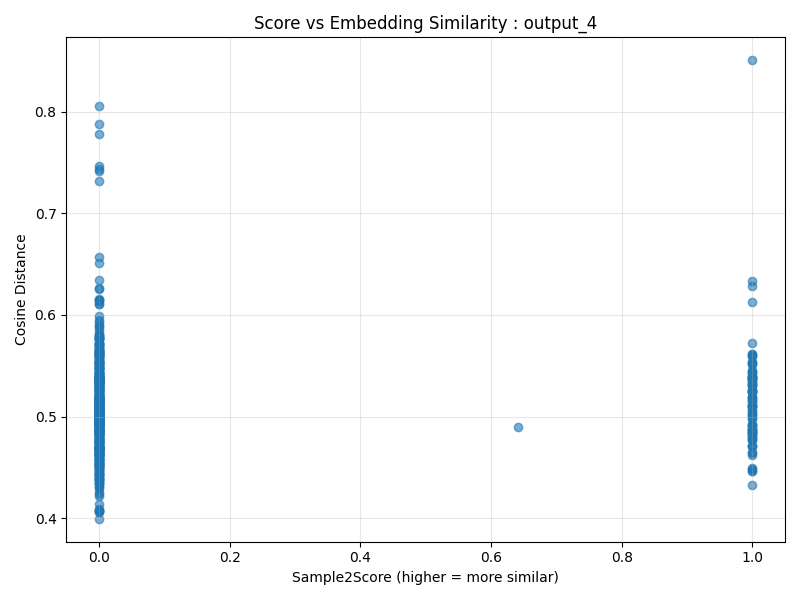 Score vs Embedding Similarity : output_4
Cosine Distance
0.8
0.7
0.6
0.5
0.4
0.0 0.2 0.4 0.6 0.8 1.0
Sample2Score (higher = more similar)